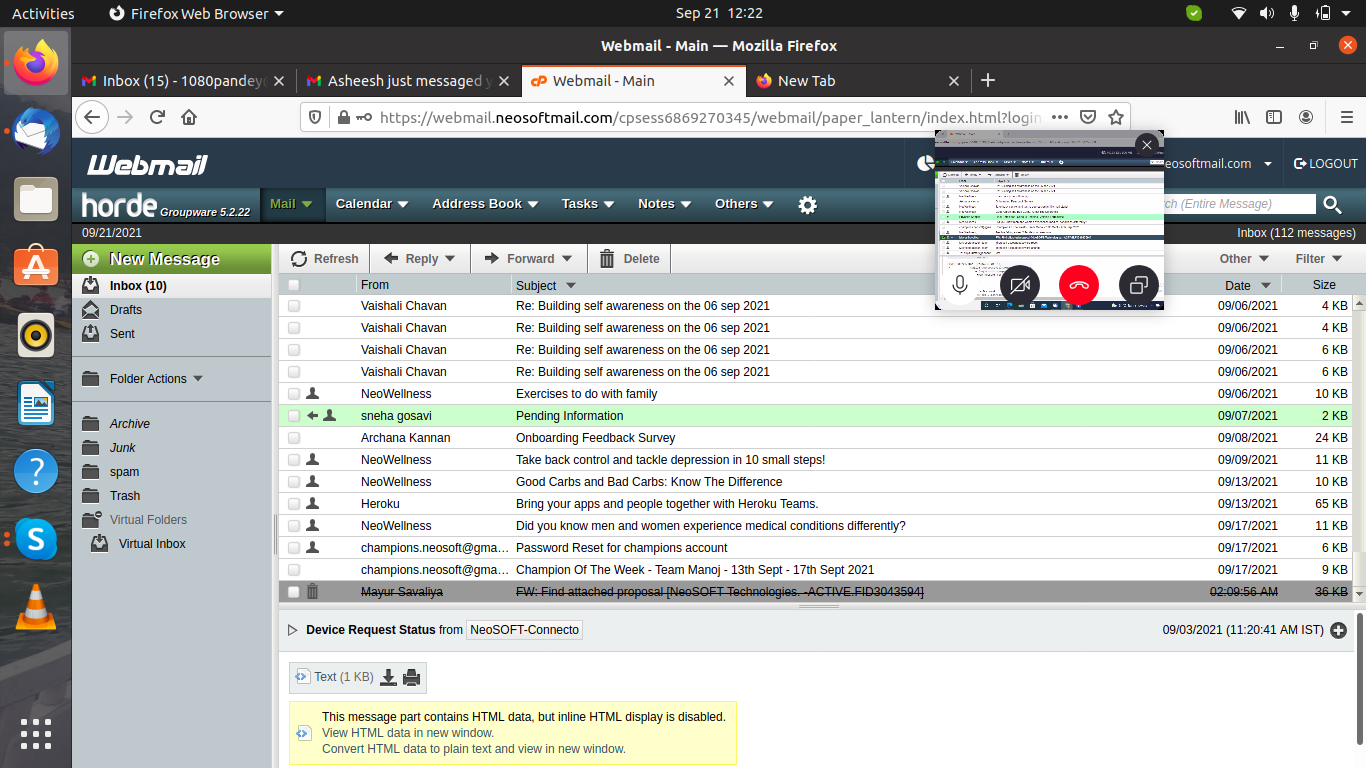 Activities Firefox Web Browser Sep 21 12:22
Webmail - Main — Mozilla Firefox
Inbox (15) - 1080pandey Asheesh just messaged y Webmail - Main New Tab
https://webmail.neosoftmail.com/cpsess6869270345/webmail/paper_lantern/index.html?login
Webmail eosoftmail.com LOGOUT
horde Groupware 5.2.22 Mail Calendar Address Book Tasks Notes Others (Entire Message)
09/21/2021 Inbox (112 messages)
New Message Refresh Reply Forward Delete Other Filter
Inbox (10) From Subject Date Size
Drafts
Sent
Folder Actions
Archive
Junk
spam
Trash
Virtual Folders
Virtual Inbox
Vaishali Chavan Re: Building self awareness on the 06 sep 2021 09/06/2021 4 KB
Vaishali Chavan Re: Building self awareness on the 06 sep 2021 09/06/2021 4 KB
Vaishali Chavan Re: Building self awareness on the 06 sep 2021 09/06/2021 6 KB
Vaishali Chavan Re: Building self awareness on the 06 sep 2021 09/06/2021 6 KB
NeoWellness Exercises to do with family 09/06/2021 10 KB
sneha gosavi Pending Information 09/07/2021 2 KB
Archana Kannan Onboarding Feedback Survey 09/08/2021 24 KB
NeoWellness Take back control and tackle depression in 10 small steps! 09/09/2021 11 KB
NeoWellness Good Carbs and Bad Carbs: Know The Difference 09/13/2021 10 KB
Heroku Bring your apps and people together with Heroku Teams. 09/13/2021 65 KB
NeoWellness Did you know men and women experience medical conditions differently? 09/17/2021 11 KB
champions.neosoft@gma... Password Reset for champions account 09/17/2021 6 KB
champions.neosoft@gma... Champion Of The Week - Team Manoj - 13th Sept - 17th Sept 2021 09/17/2021 9 KB
Mayur Savaliya FW: Find attached proposal [NeoSOFT Technologies. -ACTIVE.FID3043594] 02:09:56 AM 36 KB
Device Request Status from NeoSOFT-Connecto 09/03/2021 (11:20:41 AM IST)
Text (1 KB)
This message part contains HTML data, but inline HTML display is disabled.
View HTML data in new window.
Convert HTML data to plain text and view in new window.